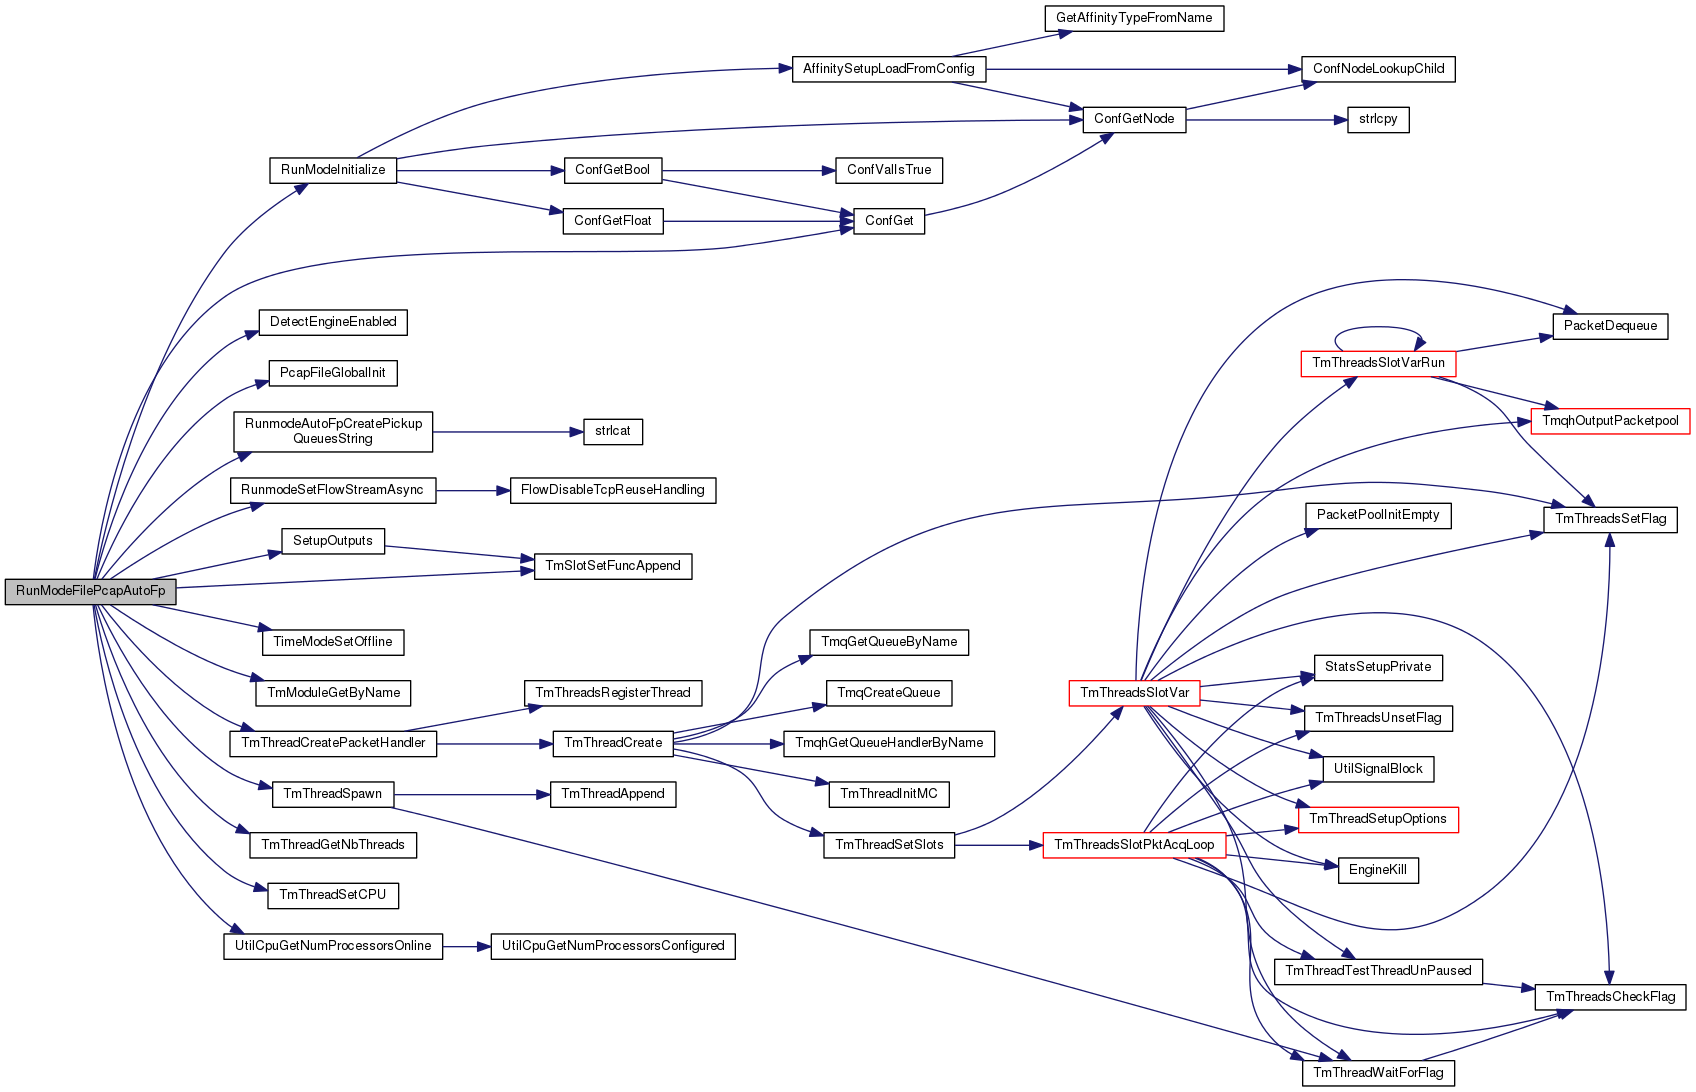 GetAffinityTypeFromName
AffinitySetupLoadFromConfig
ConfNodeLookupChild
ConfGetNode
strlcpy
RunModeInitialize
ConfGetBool
ConfValIsTrue
ConfGetFloat
ConfGet
DetectEngineEnabled
PacketDequeue
TmThreadsSlotVarRun
PcapFileGlobalInit
RunmodeAutoFpCreatePickup
QueuesString
strlcat
TmqhOutputPacketpool
RunmodeSetFlowStreamAsync
FlowDisableTcpReuseHandling
PacketPoolInitEmpty
TmThreadsSetFlag
SetupOutputs
TmSlotSetFuncAppend
RunModeFilePcapAutoFp
TimeModeSetOffline
TmqGetQueueByName
StatsSetupPrivate
TmModuleGetByName
TmThreadsRegisterThread
TmqCreateQueue
TmThreadsSlotVar
TmThreadsUnsetFlag
TmThreadCreatePacketHandler
TmThreadCreate
TmqhGetQueueHandlerByName
UtilSignalBlock
TmThreadSpawn
TmThreadAppend
TmThreadInitMC
TmThreadSetupOptions
TmThreadGetNbThreads
TmThreadSetSlots
TmThreadsSlotPktAcqLoop
EngineKill
TmThreadSetCPU
UtilCpuGetNumProcessorsOnline
UtilCpuGetNumProcessorsConfigured
TmThreadTestThreadUnPaused
TmThreadsCheckFlag
TmThreadWaitForFlag